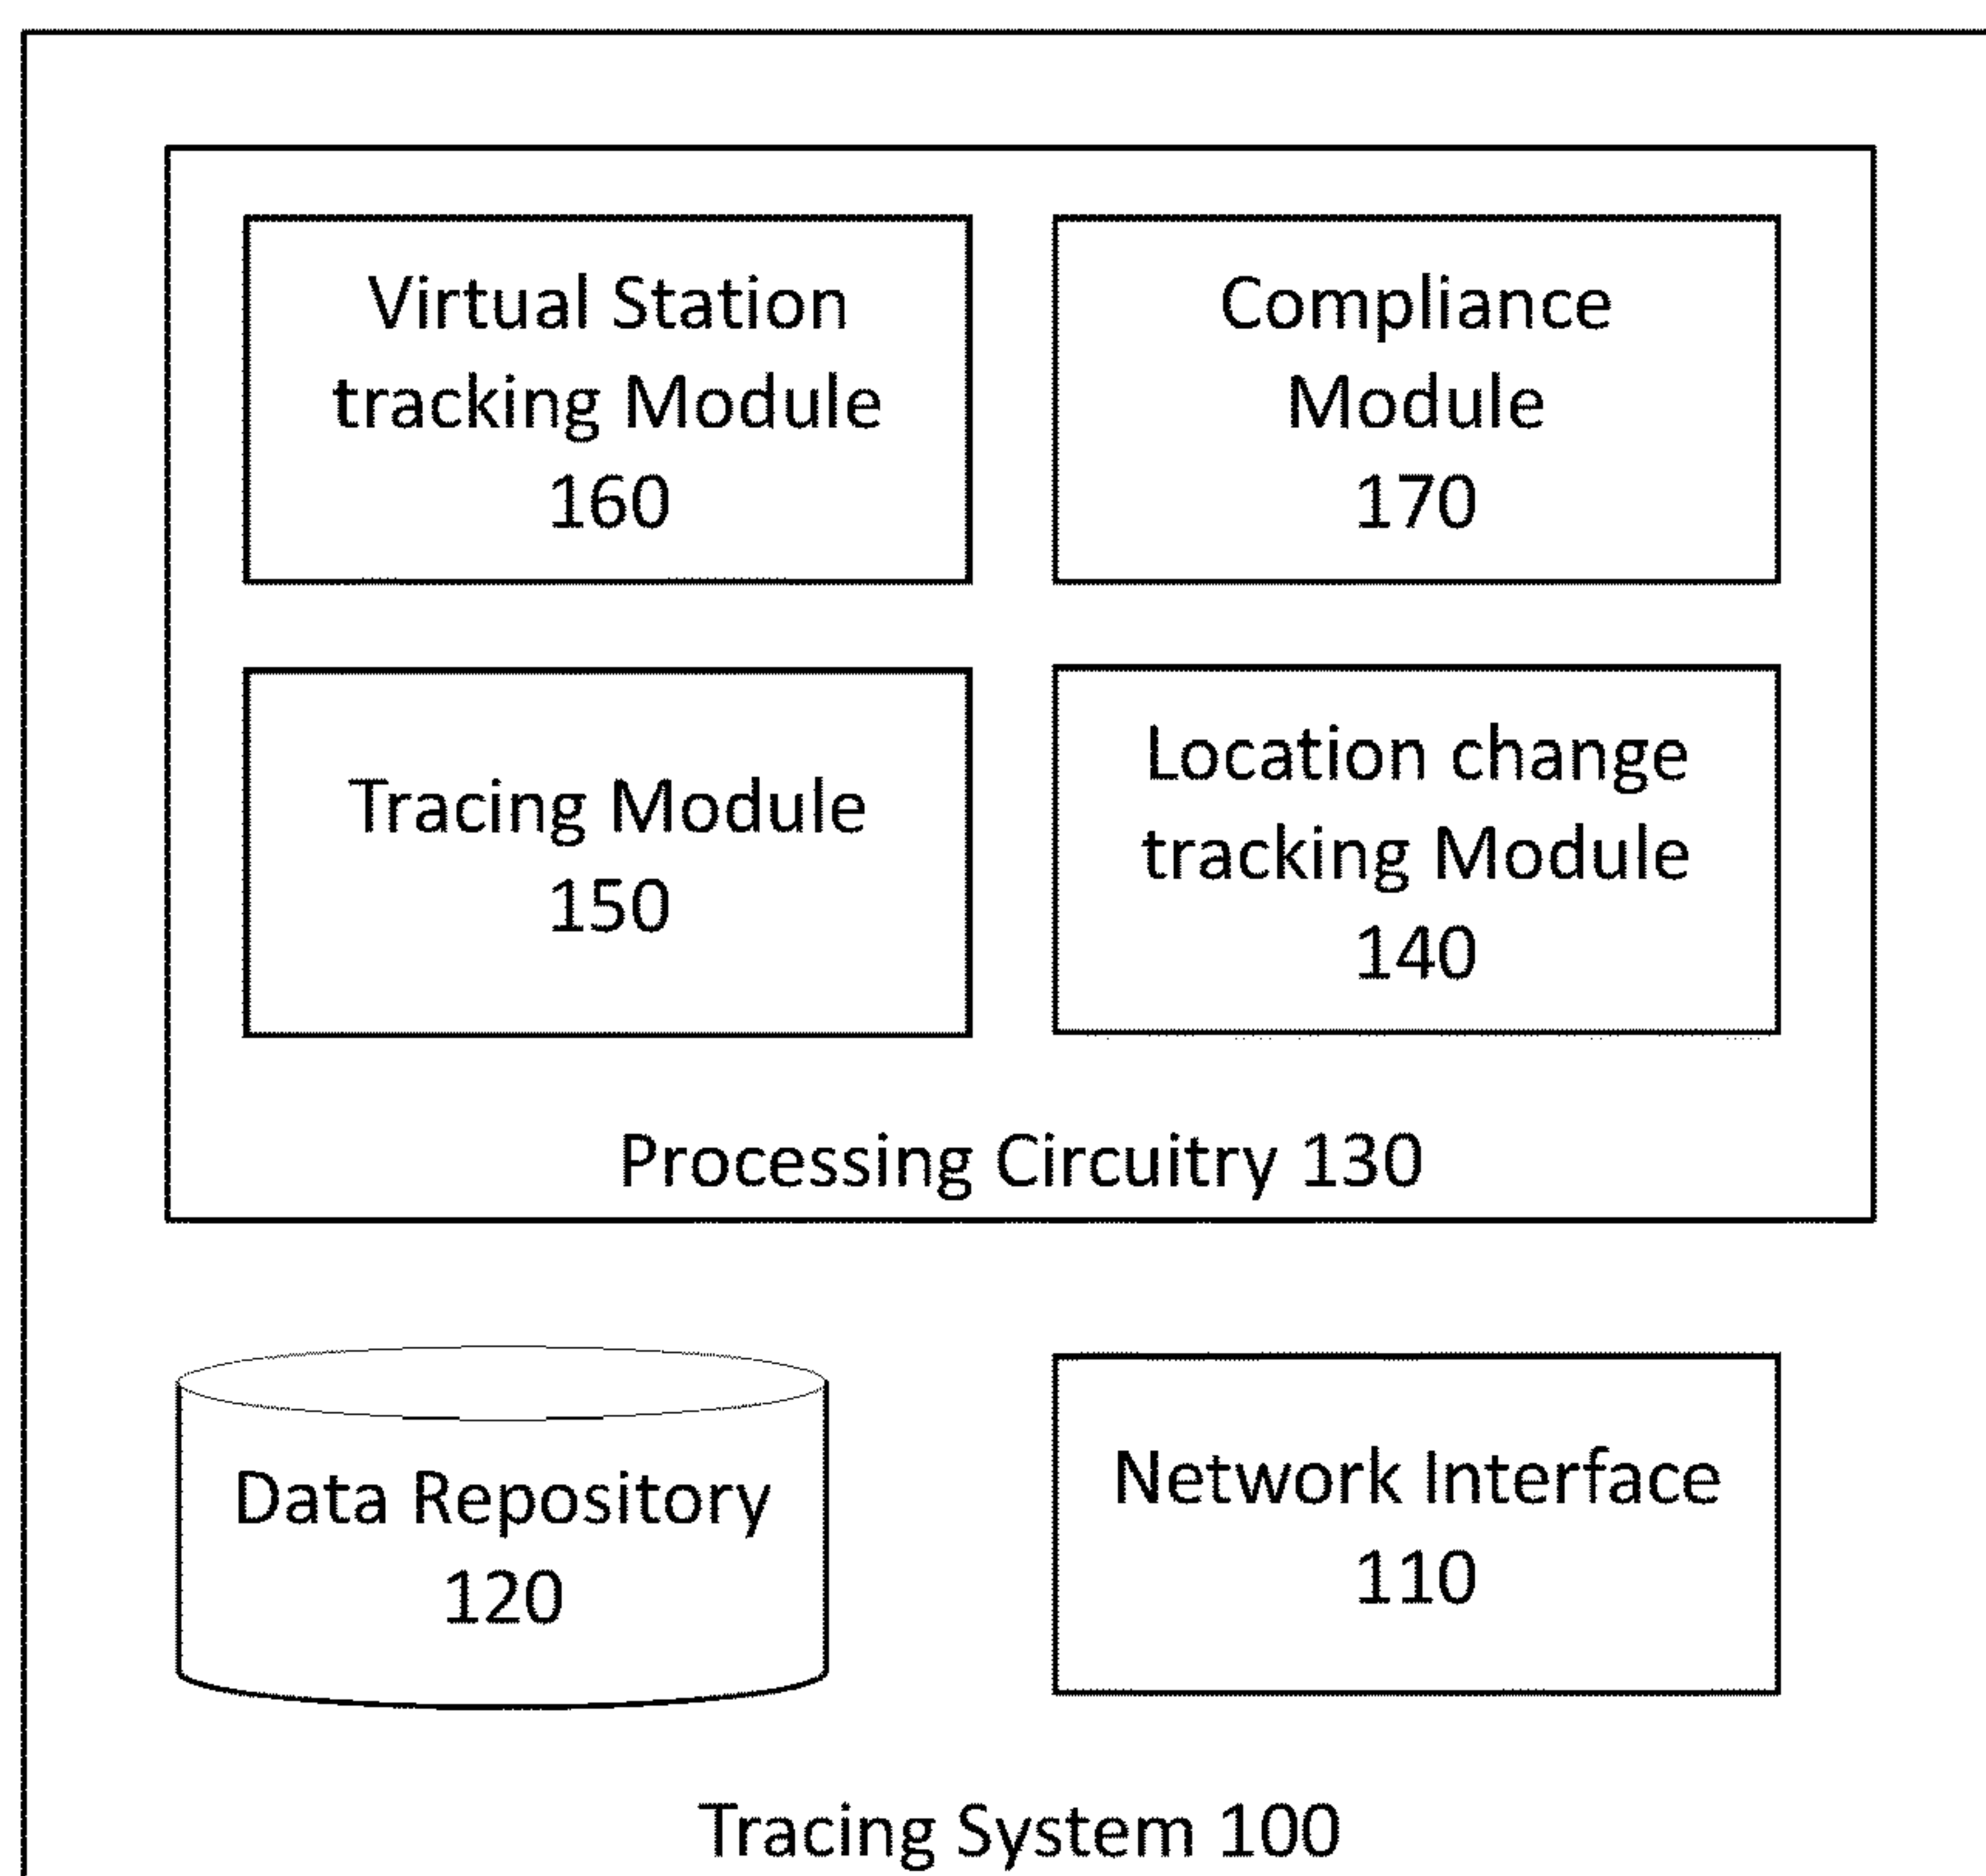 Virtual Station
tracking Module
160
Compliance
Module
170
Tracing Module
150
Location change
tracking Module
140
Processing Circuitry 130
Data Repository
120
Network Interface
110
Tracing System 100